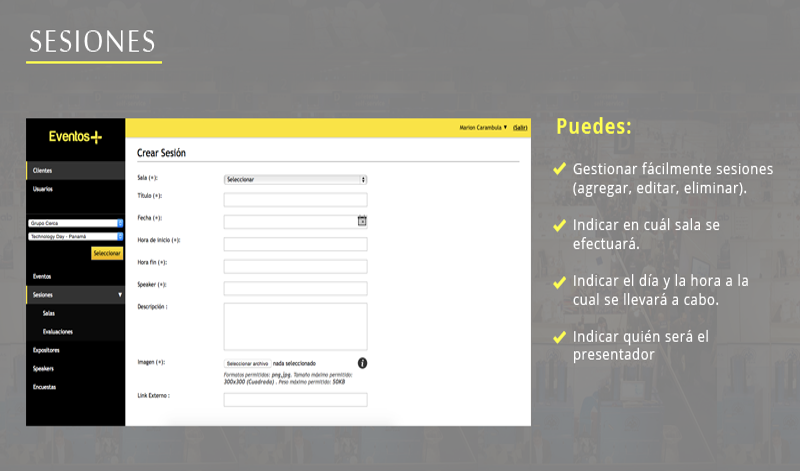 SESIONES
Eventos+
Marion Carambula ▼ (Salir)
Clientes
Usuarios
Grupo Cerca
Technology Day - Panamá
Seleccionar
Eventos
Sesiones ▼
Salas
Evaluaciones
Expositores
Speakers
Encuestas
Crear Sesión
Sala (*):
Seleccionar
Título (*):
Fecha (*):
Hora de Inicio (*):
Hora fin (*):
Speaker (*):
Descripción :
Imagen (*):
Seleccionar archivo nada seleccionado
Formatos permitidos: png,jpg. Tamaño máximo permitido:
300x300 (Cuadrada) . Peso máximo permitido: 50KB
Link Externo :
Puedes:
Gestionar fácilmente sesiones
(agregar, editar, eliminar).
Indicar en cuál sala se
efectuará.
Indicar el día y la hora a la
cual se llevará a cabo.
Indicar quién será el
presentador